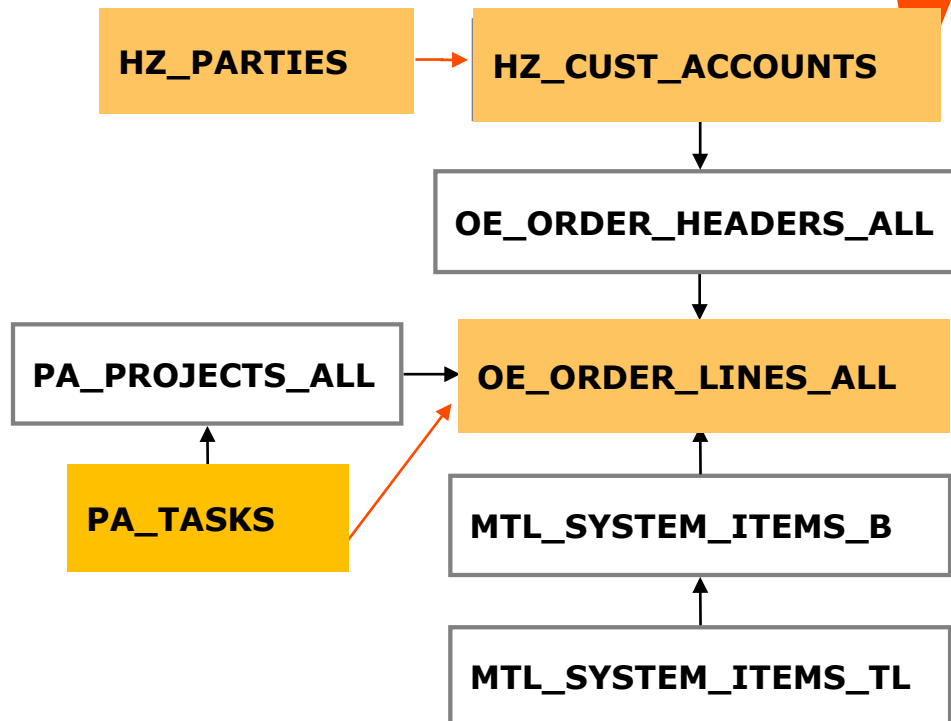 HZ_PARTIES
HZ_CUST_ACCOUNTS
OE_ORDER_HEADERS_ALL
PA_PROJECTS_ALL
OE_ORDER_LINES_ALL
PA_TASKS
MTL_SYSTEM_ITEMS_B
MTL_SYSTEM_ITEMS_TL